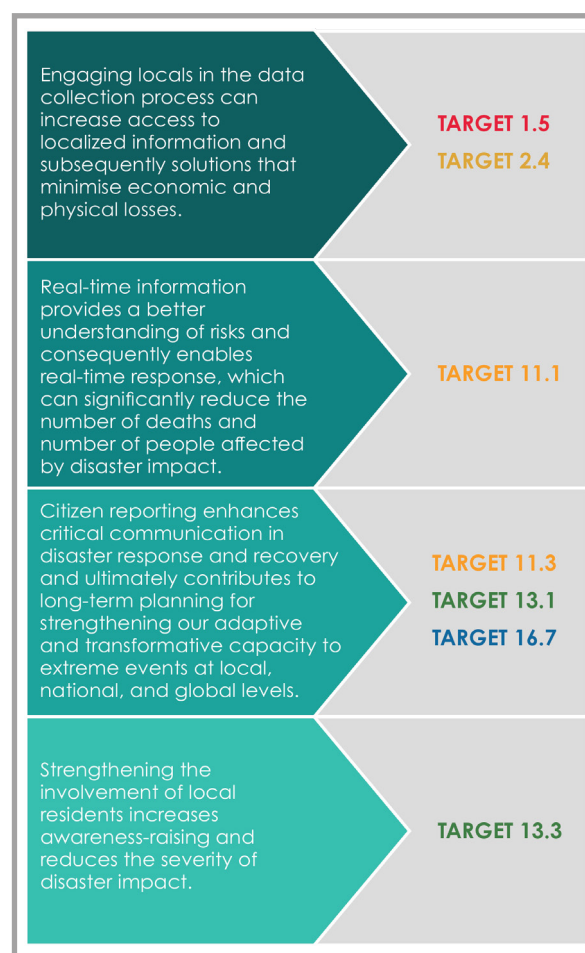 Engaging locals in the data
collection process can
increase access to
localized information and
subsequently solutions that
minimise economic and
physical losses.
TARGET 1.5
TARGET 2.4
Real-time information
provides a better
understanding of risks and
consequently enables
real-time response, which
can significantly reduce the
number of deaths and
number of people affected
by disaster impact.
TARGET 11.1
Citizen reporting enhances
critical communication in
disaster response and recovery
and ultimately contributes to
long-term planning for
strengthening our adaptive
and transformative capacity to
extreme events at local,
national, and global levels.
TARGET 11.3
TARGET 13.1
TARGET 16.7
Strengthening the
involvement of local
residents increases
awareness-raising and
reduces the severity of
disaster impact.
TARGET 13.3